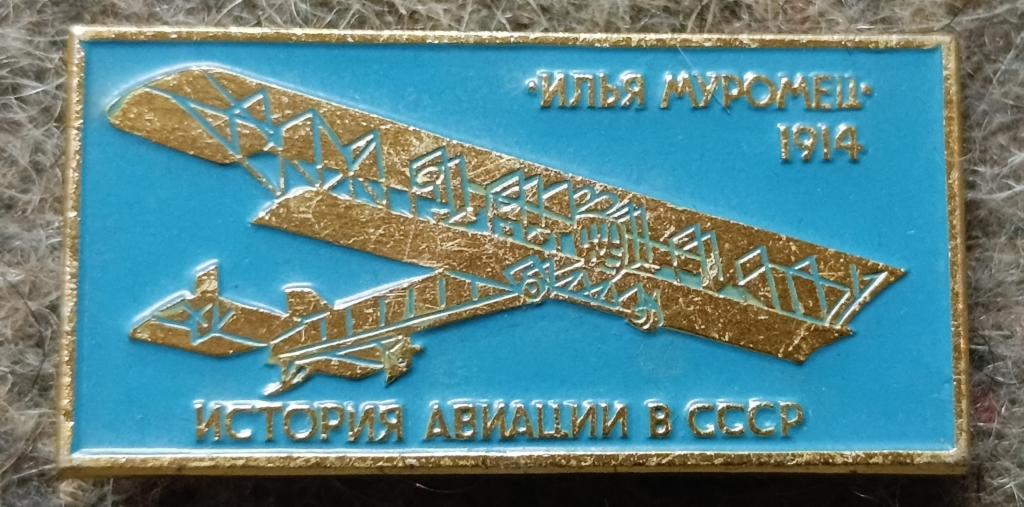 ·ИЛЬЯ МУРОМЕЦ·
1914
ИСТОРИЯ АВИАЦИИ В СССР